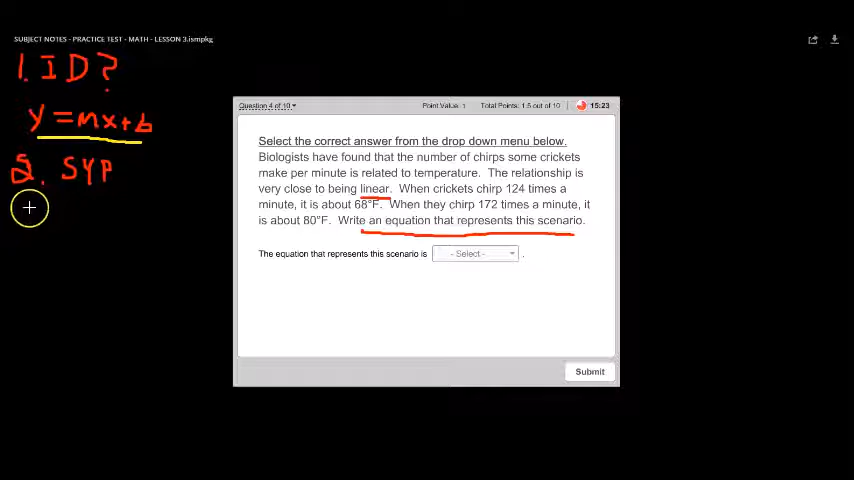 SUBJECT NOTES - PRACTICE TEST - MATH - LESSON 3.ismpkg
1. ID?
y=mx+b
2. SYP
Question 4 of 10
Point Value: 1
Total Points: 1.5 out of 10
15:23
Select the correct answer from the drop down menu below.
Biologists have found that the number of chirps some crickets
make per minute is related to temperature. The relationship is
very close to being linear. When crickets chirp 124 times a
minute, it is about 68°F. When they chirp 172 times a minute, it
is about 80°F. Write an equation that represents this scenario.
The equation that represents this scenario is - Select - .
Submit